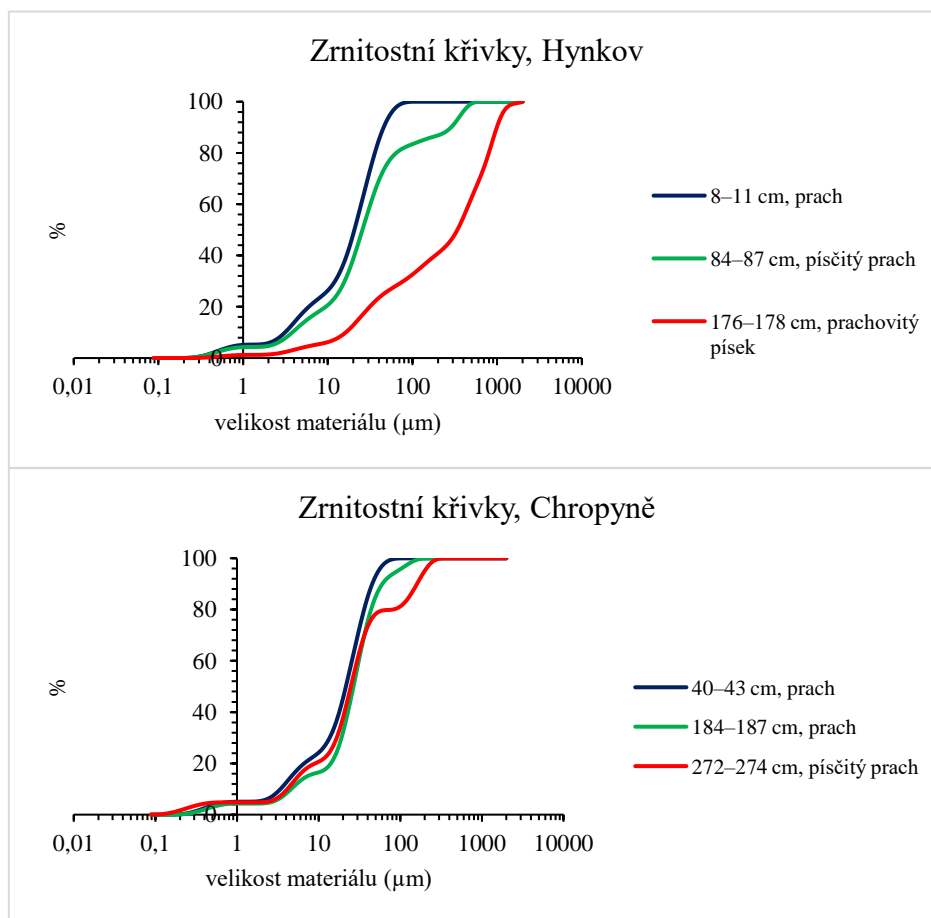 Zrnitostní křivky, Hynkov
100
80
60
40
20
0
%
0,01 0,1 1 10 100 1000 10000
velikost materiálu (µm)
8–11 cm, prach
84–87 cm, písčitý prach
176–178 cm, prachovitý
písek
Zrnitostní křivky, Chropyně
100
80
60
40
20
0
%
0,01 0,1 1 10 100 1000 10000
velikost materiálu (µm)
40–43 cm, prach
184–187 cm, prach
272–274 cm, písčitý prach